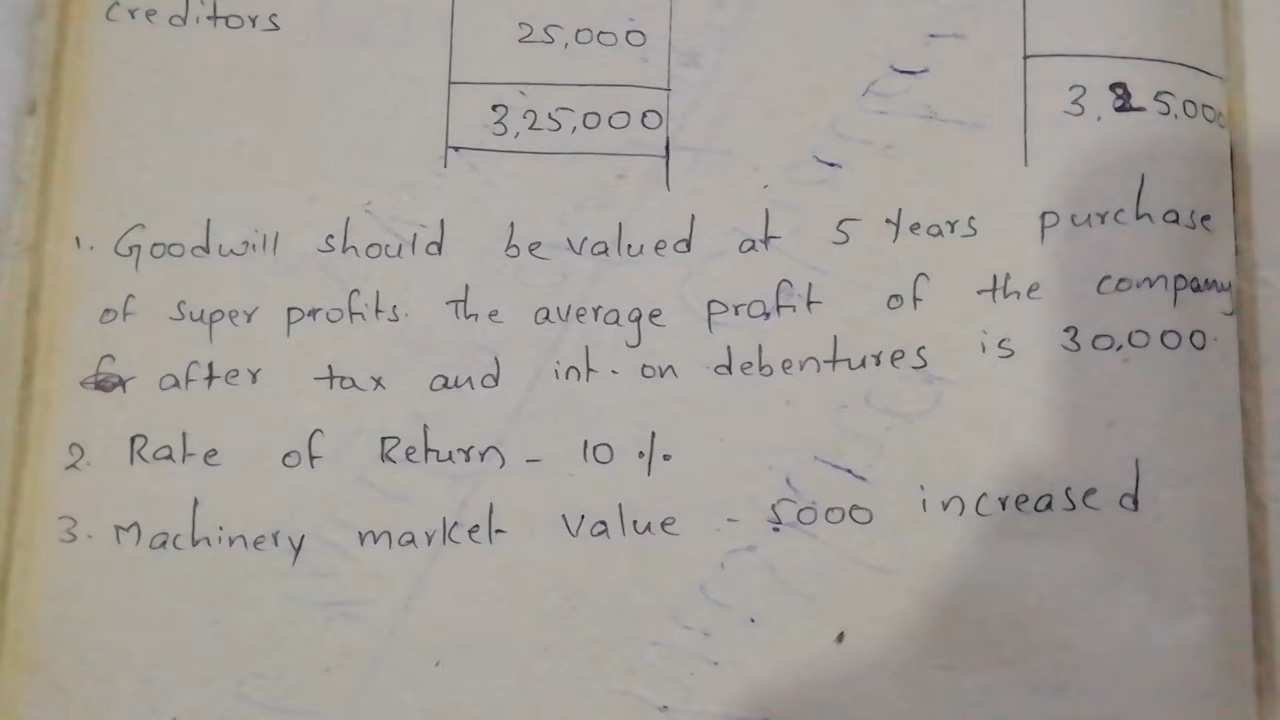 creditors 25,000
3,25,000 3,25,000
1. Goodwill should be valued at 5 years purchase
of super profits. The average profit of the company
after tax and int. on debentures is 30,000.
2. Rate of Return - 10 %
3. Machinery market value - 5000 increased